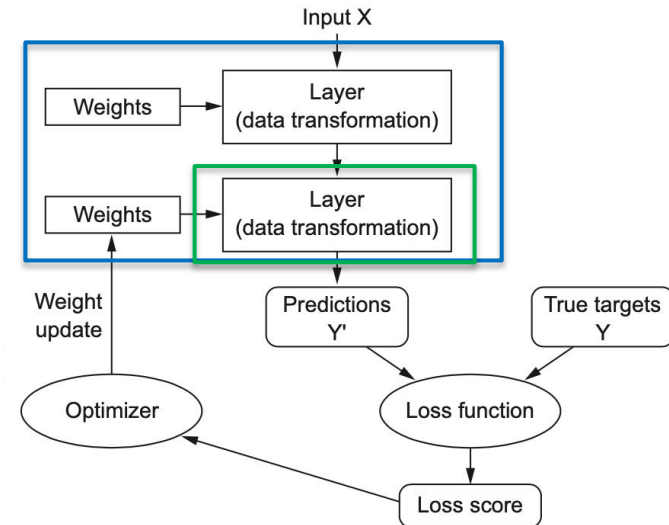 Input X
Weights
Layer
(data transformation)
Weights
Layer
(data transformation)
Weight
update
Predictions
Y'
True targets
Y
Optimizer
Loss function
Loss score